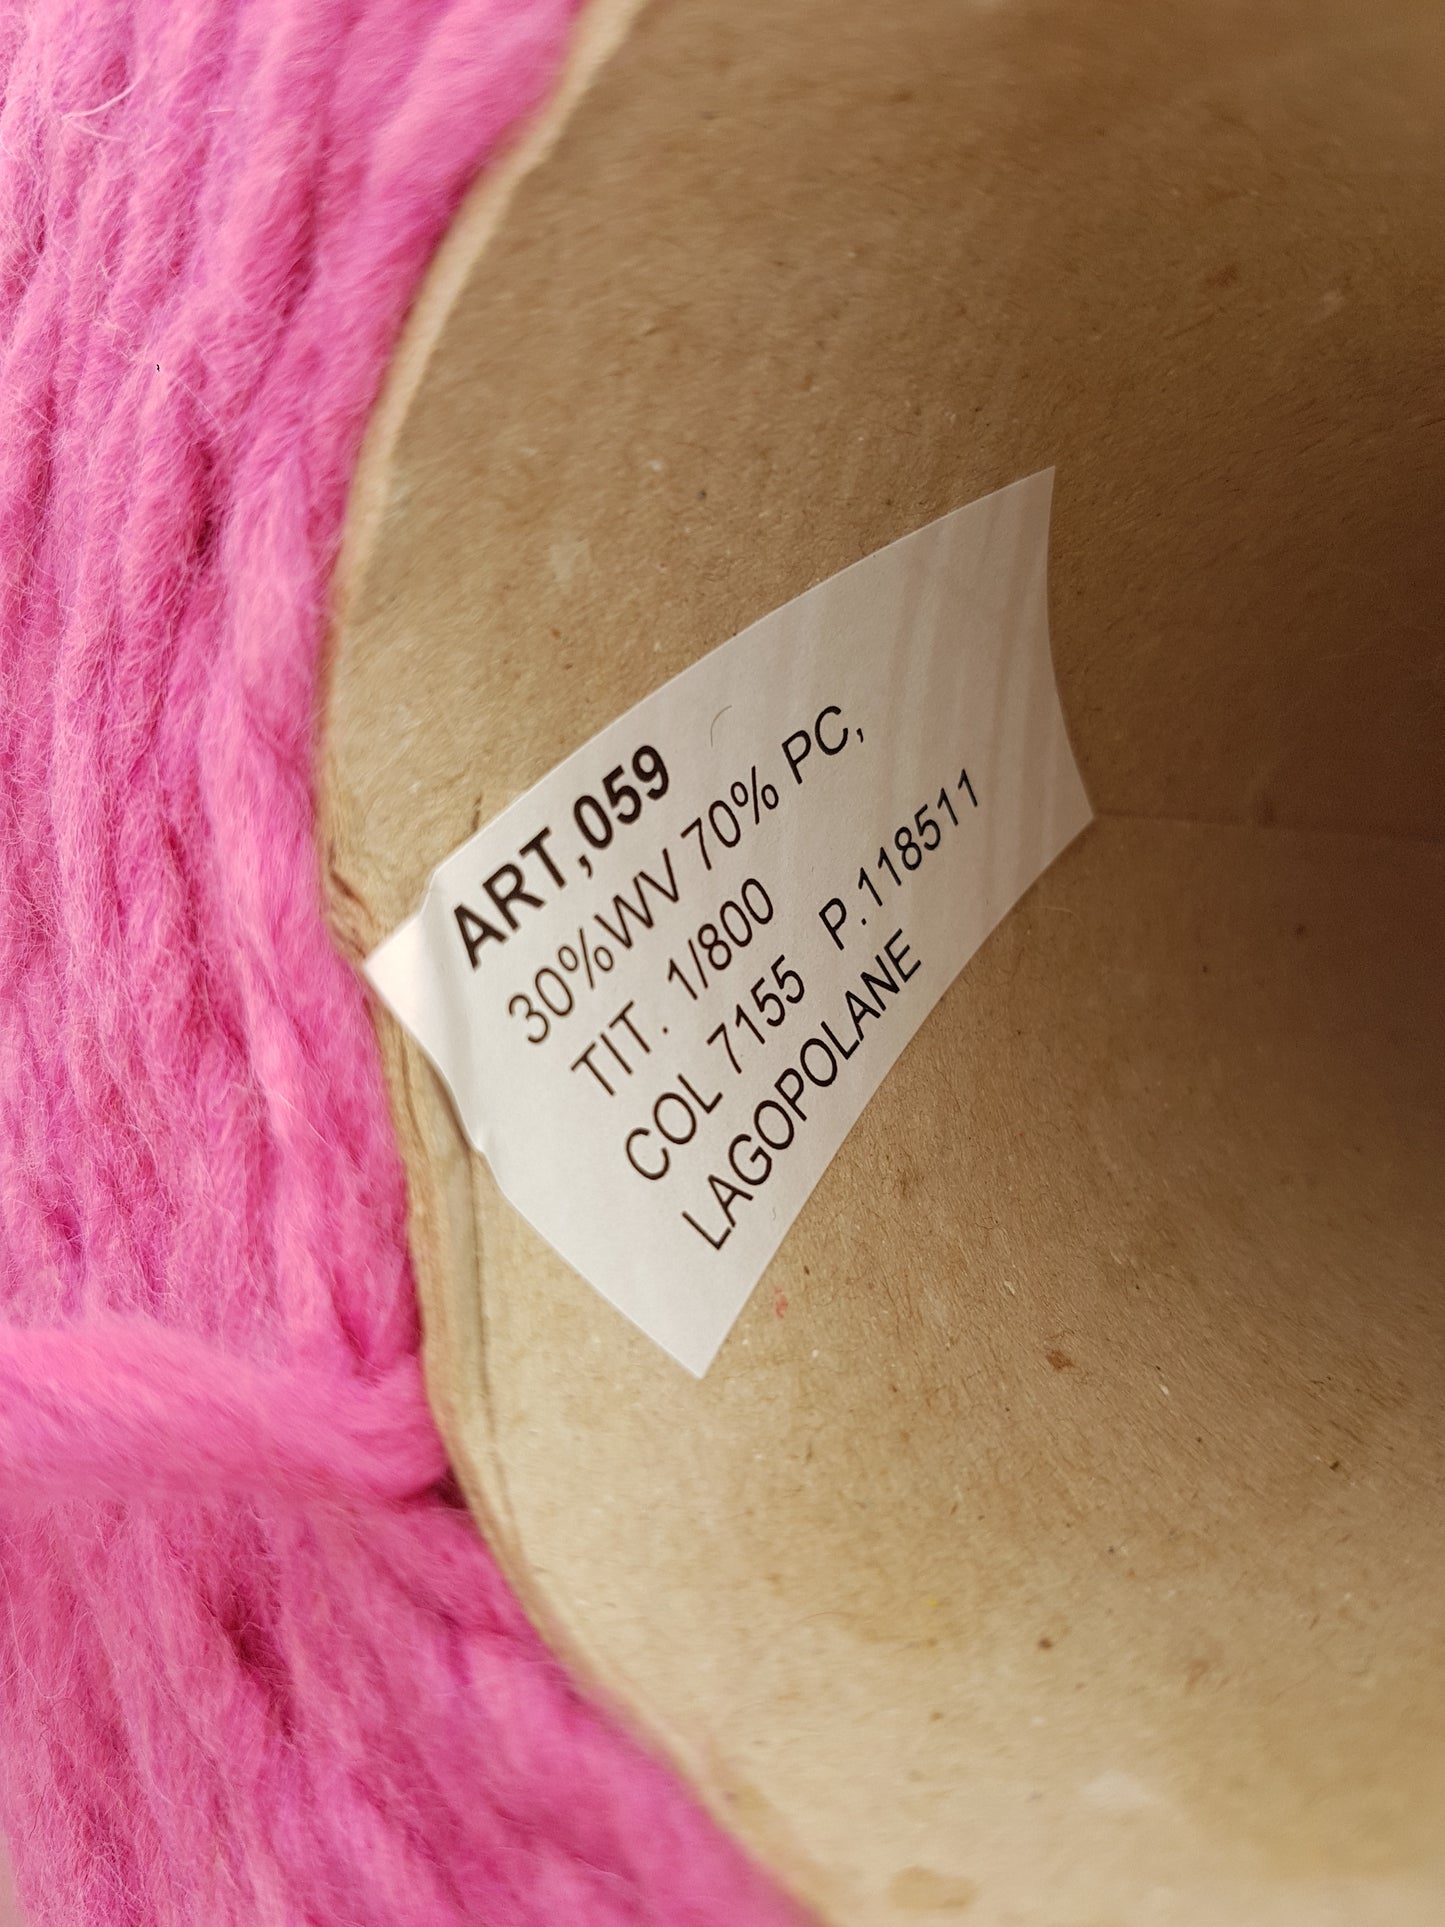 ART,059
30%WV 70% PC,
TIT. 1/800
COL 7155 P.118511
LAGOPOLANE